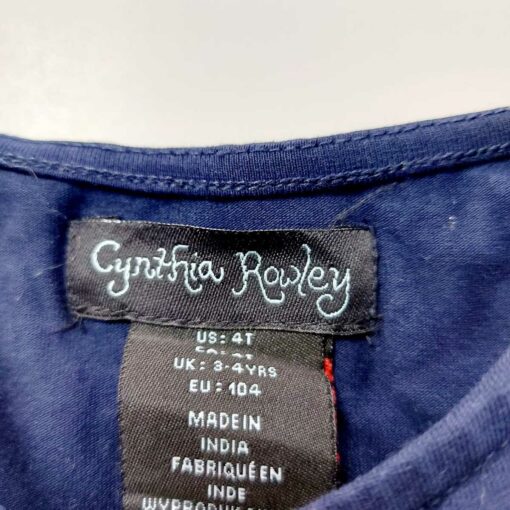 Cynthia Rowley
US: 4T
UK: 3-4YRS
EU: 104
MADE IN
INDIA
FABRIQUÉ EN
INDE